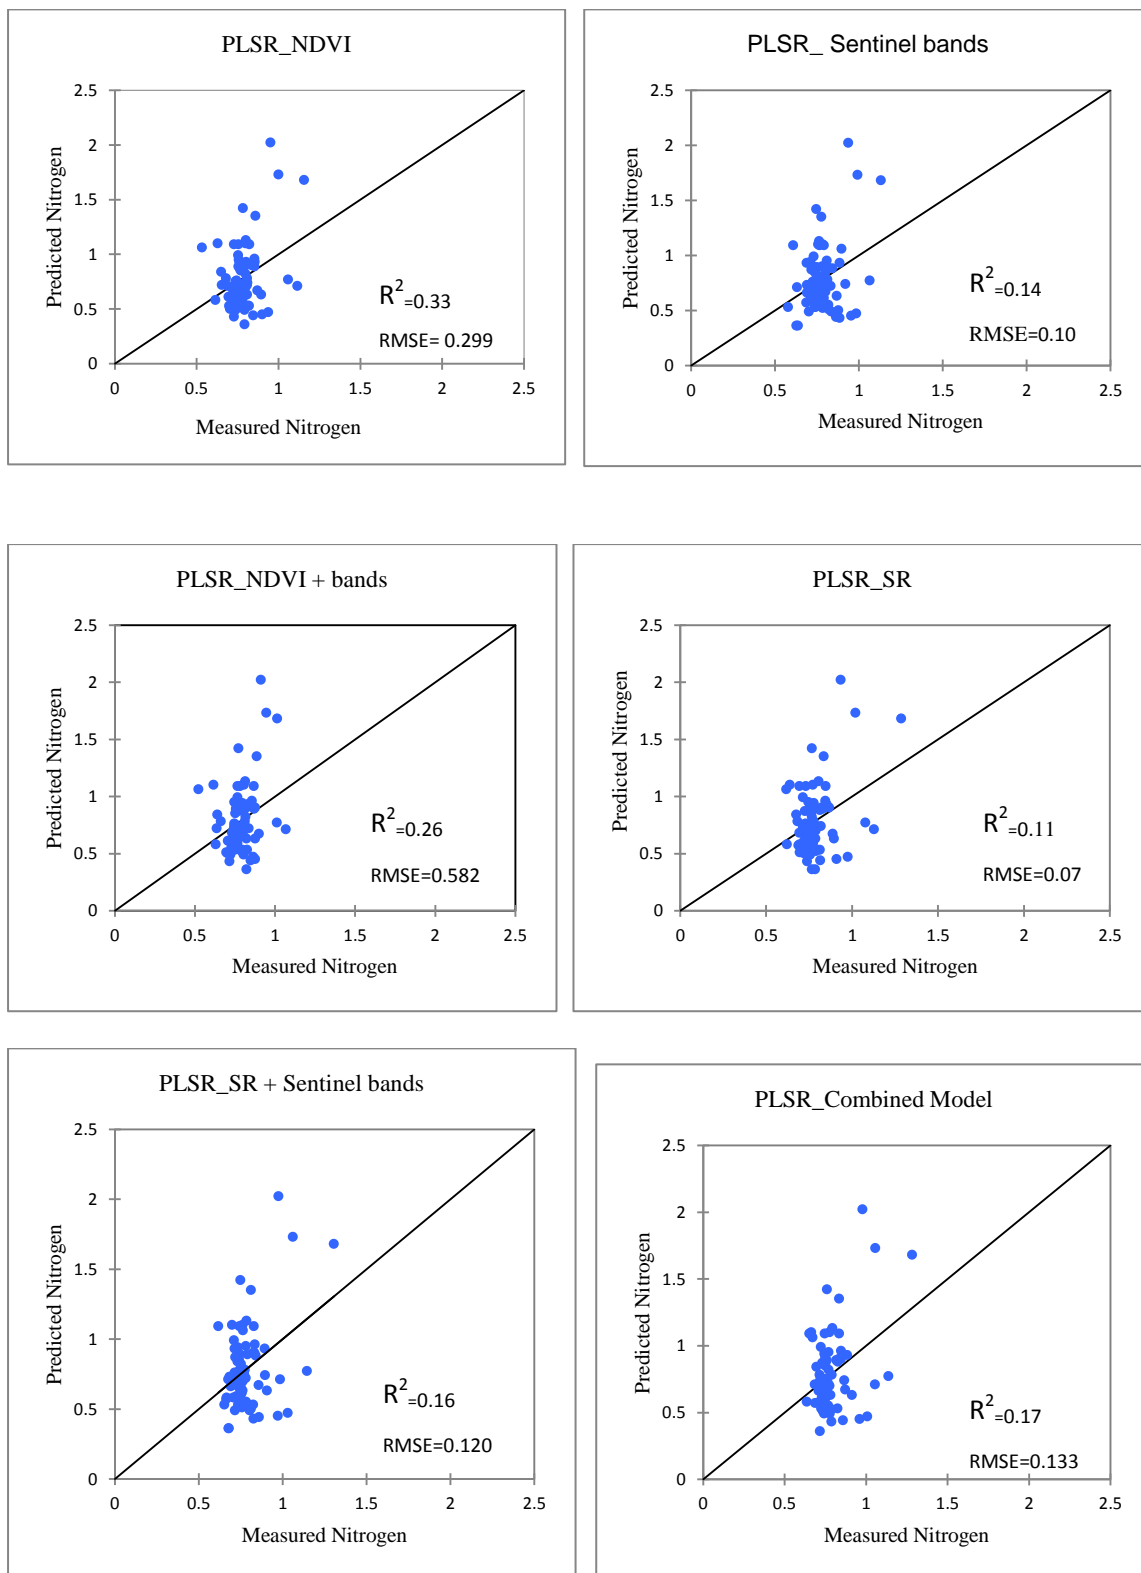 PLSR_NDVI
2.5
2
1.5
1
0.5
0
0 0.5 1 1.5 2 2.5
Predicted Nitrogen
Measured Nitrogen
R2=0.33
RMSE= 0.299
PLSR_ Sentinel bands
2.5
2
1.5
1
0.5
0
0 0.5 1 1.5 2 2.5
Predicted Nitrogen
Measured Nitrogen
R2=0.14
RMSE=0.10
PLSR_NDVI + bands
2.5
2
1.5
1
0.5
0
0 0.5 1 1.5 2 2.5
Predicted Nitrogen
Measured Nitrogen
R2=0.26
RMSE=0.582
PLSR_SR
2.5
2
1.5
1
0.5
0
0 0.5 1 1.5 2 2.5
Predicted Nitrogen
Measured Nitrogen
R2=0.11
RMSE=0.07
PLSR_SR + Sentinel bands
2.5
2
1.5
1
0.5
0
0 0.5 1 1.5 2 2.5
Predicted Nitrogen
Measured Nitrogen
R2=0.16
RMSE=0.120
PLSR_Combined Model
2.5
2
1.5
1
0.5
0
0 0.5 1 1.5 2 2.5
Predicted Nitrogen
Measured Nitrogen
R2=0.17
RMSE=0.133